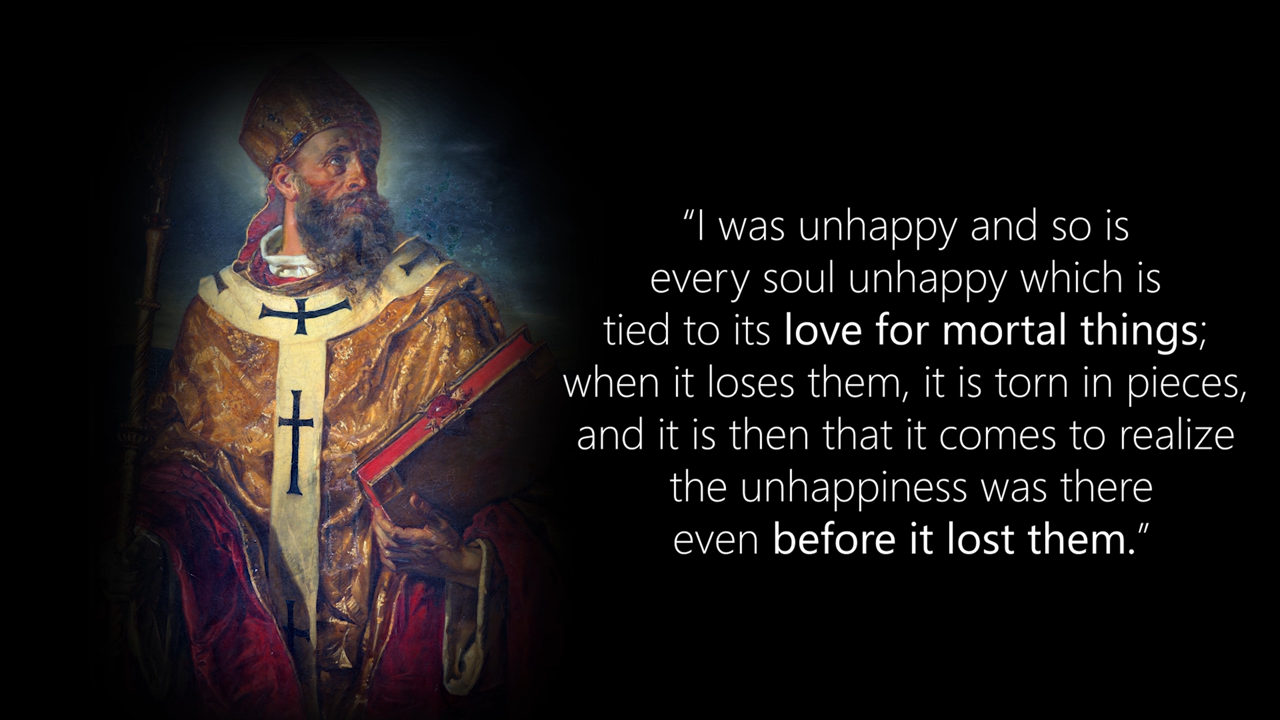 “I was unhappy and so is
every soul unhappy which is
tied to its love for mortal things;
when it loses them, it is torn in pieces,
and it is then that it comes to realize
the unhappiness was there
even before it lost them.”